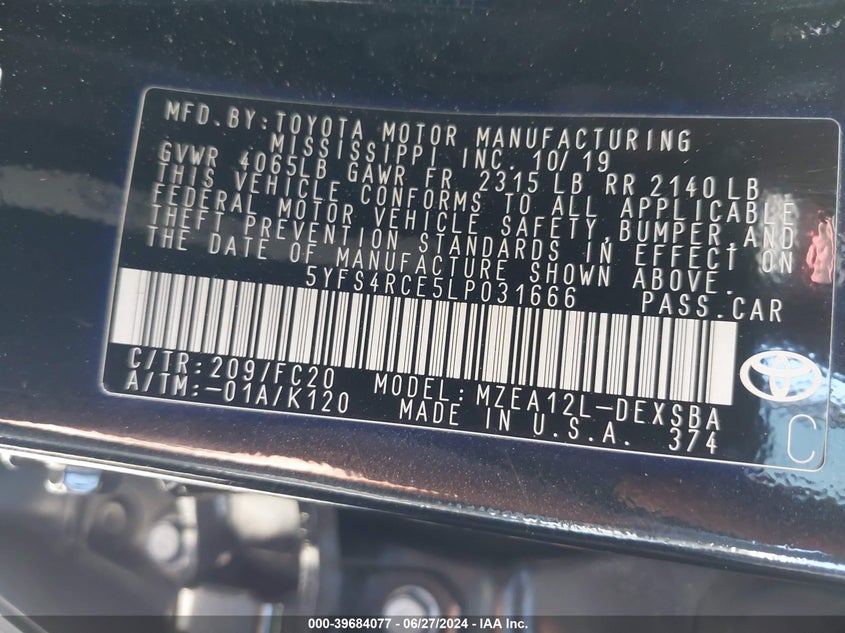 MFD.BY:TOYOTA MOTOR MANUFACTURING
MISSISSIPPI INC. 10/19
GVWR 4065LB GAWR FR 2315 LB RR 2140 LB
THIS VEHICLE CONFORMS TO ALL APPLICABLE
FEDERAL MOTOR VEHICLE SAFETY,BUMPER,AND
THEFT PREVENTION STANDARDS IN EFFECT ON
THE DATE OF MANUFACTURE SHOWN ABOVE.
5YFS4RCE5LP031666 PASS.CAR
C/TR:209/FC20 MODEL:MZEA12L-DEXSBA
A/TM:-01A/K120 MADE IN U.S.A. 374
C
000-39684077 - 06/27/2024 - IAA Inc.